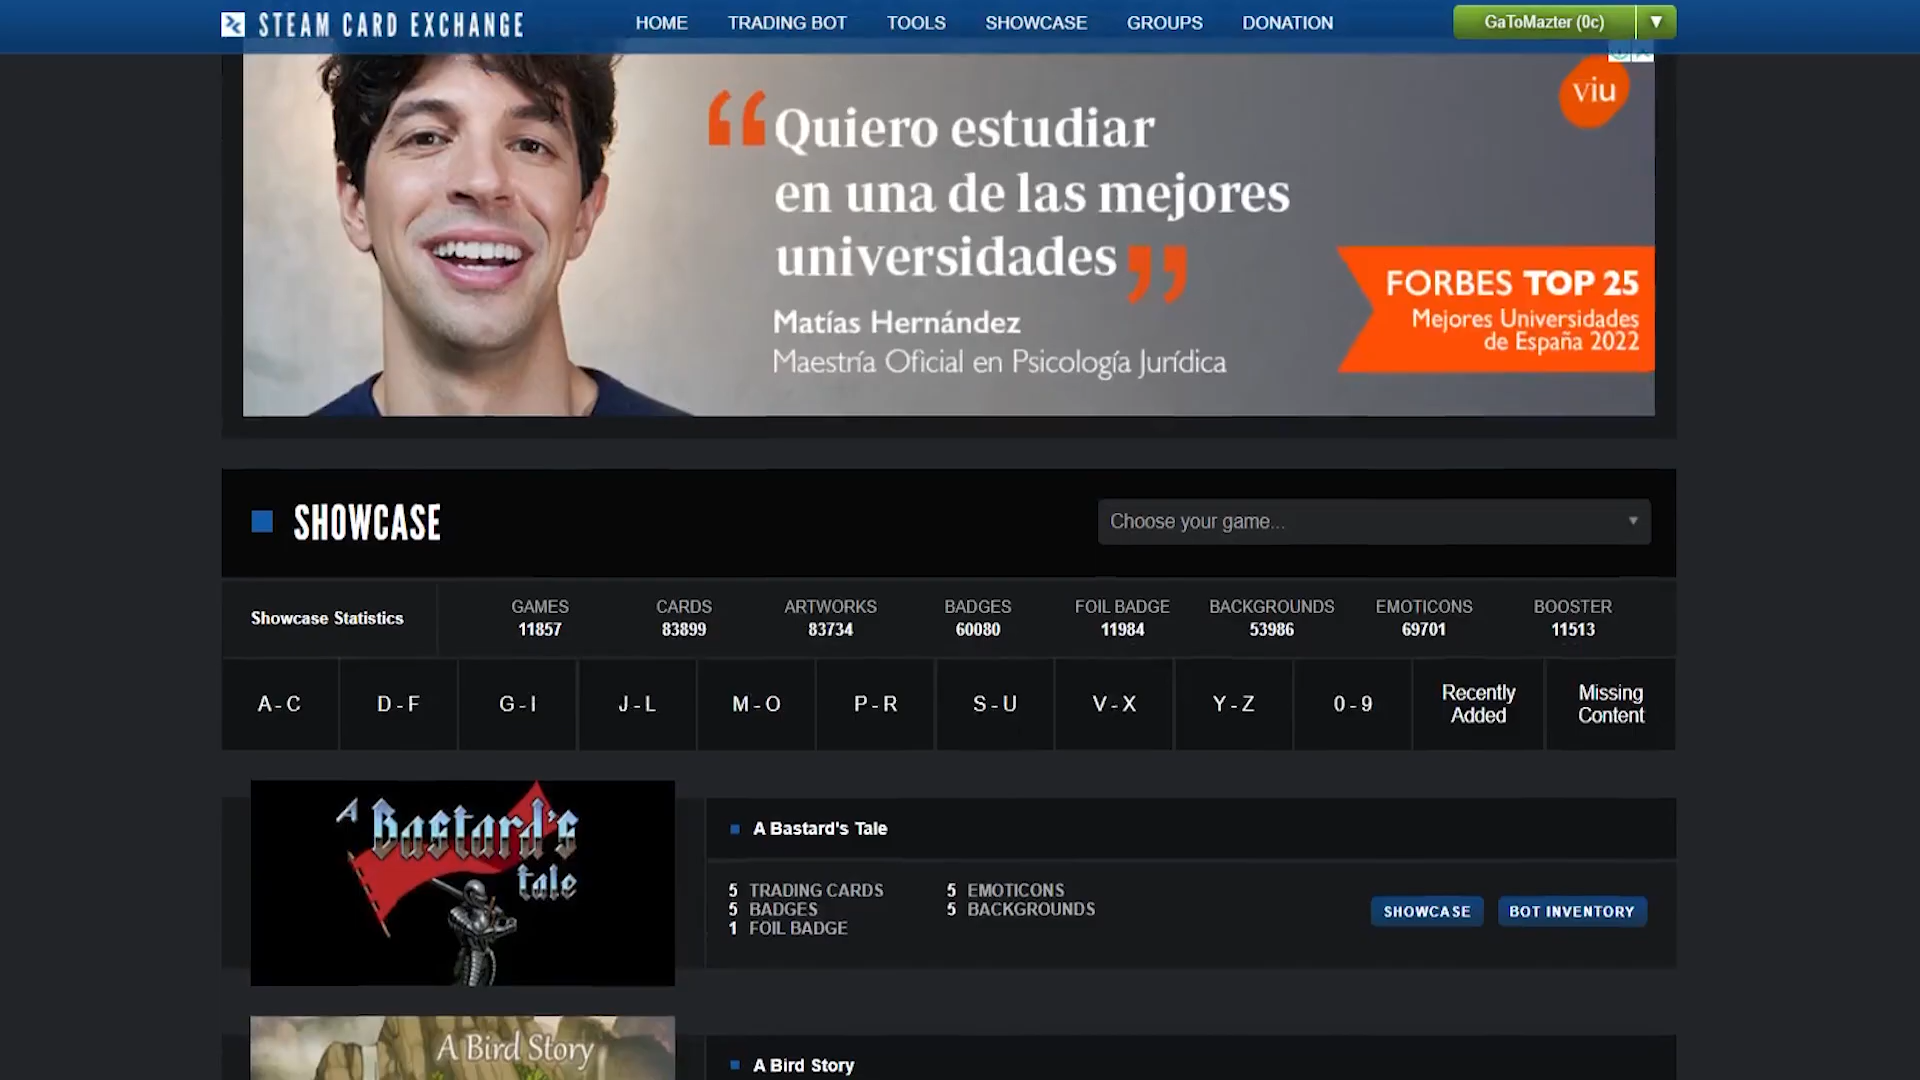 STEAM CARD EXCHANGE
HOME
TRADING BOT
TOOLS
SHOWCASE
GROUPS
DONATION
GaToMazter (0c)
“Quiero estudiar
en una de las mejores
universidades”
Matías Hernández
Maestría Oficial en Psicología Jurídica
viu
FORBES TOP 25
Mejores Universidades
de España 2022
SHOWCASE
Choose your game...
Showcase Statistics
GAMES
11857
CARDS
83899
ARTWORKS
83734
BADGES
60080
FOIL BADGE
11984
BACKGROUNDS
53986
EMOTICONS
69701
BOOSTER
11513
A - C
D - F
G - I
J - L
M - O
P - R
S - U
V - X
Y - Z
0 - 9
Recently
Added
Missing
Content
A Bastard's
tale
A Bastard's Tale
5 TRADING CARDS
5 BADGES
1 FOIL BADGE
5 EMOTICONS
5 BACKGROUNDS
SHOWCASE
BOT INVENTORY
A Bird Story
A Bird Story